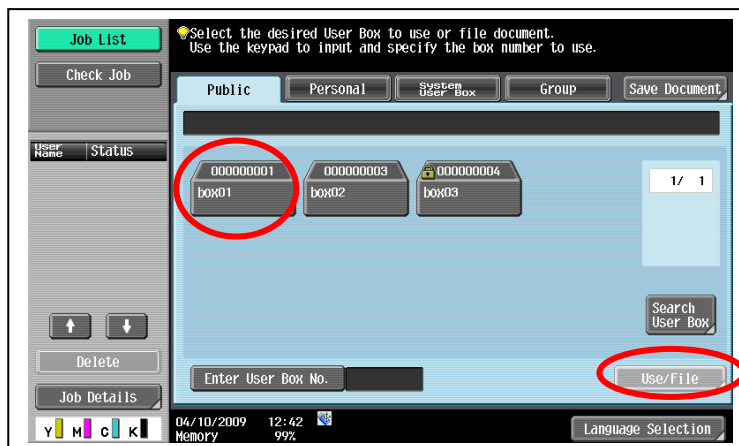 Job List
Check Job
User Name
Status
Delete
Job Details
Y M C K
Select the desired User Box to use or file document.
Use the keypad to input and specify the box number to use.
Public
Personal
System User Box
Group
Save Document
000000001
box01
000000003
box02
000000004
box03
1/ 1
Search
User Box
Enter User Box No.
Use/File
04/10/2009 12:42
Memory 99%
Language Selection